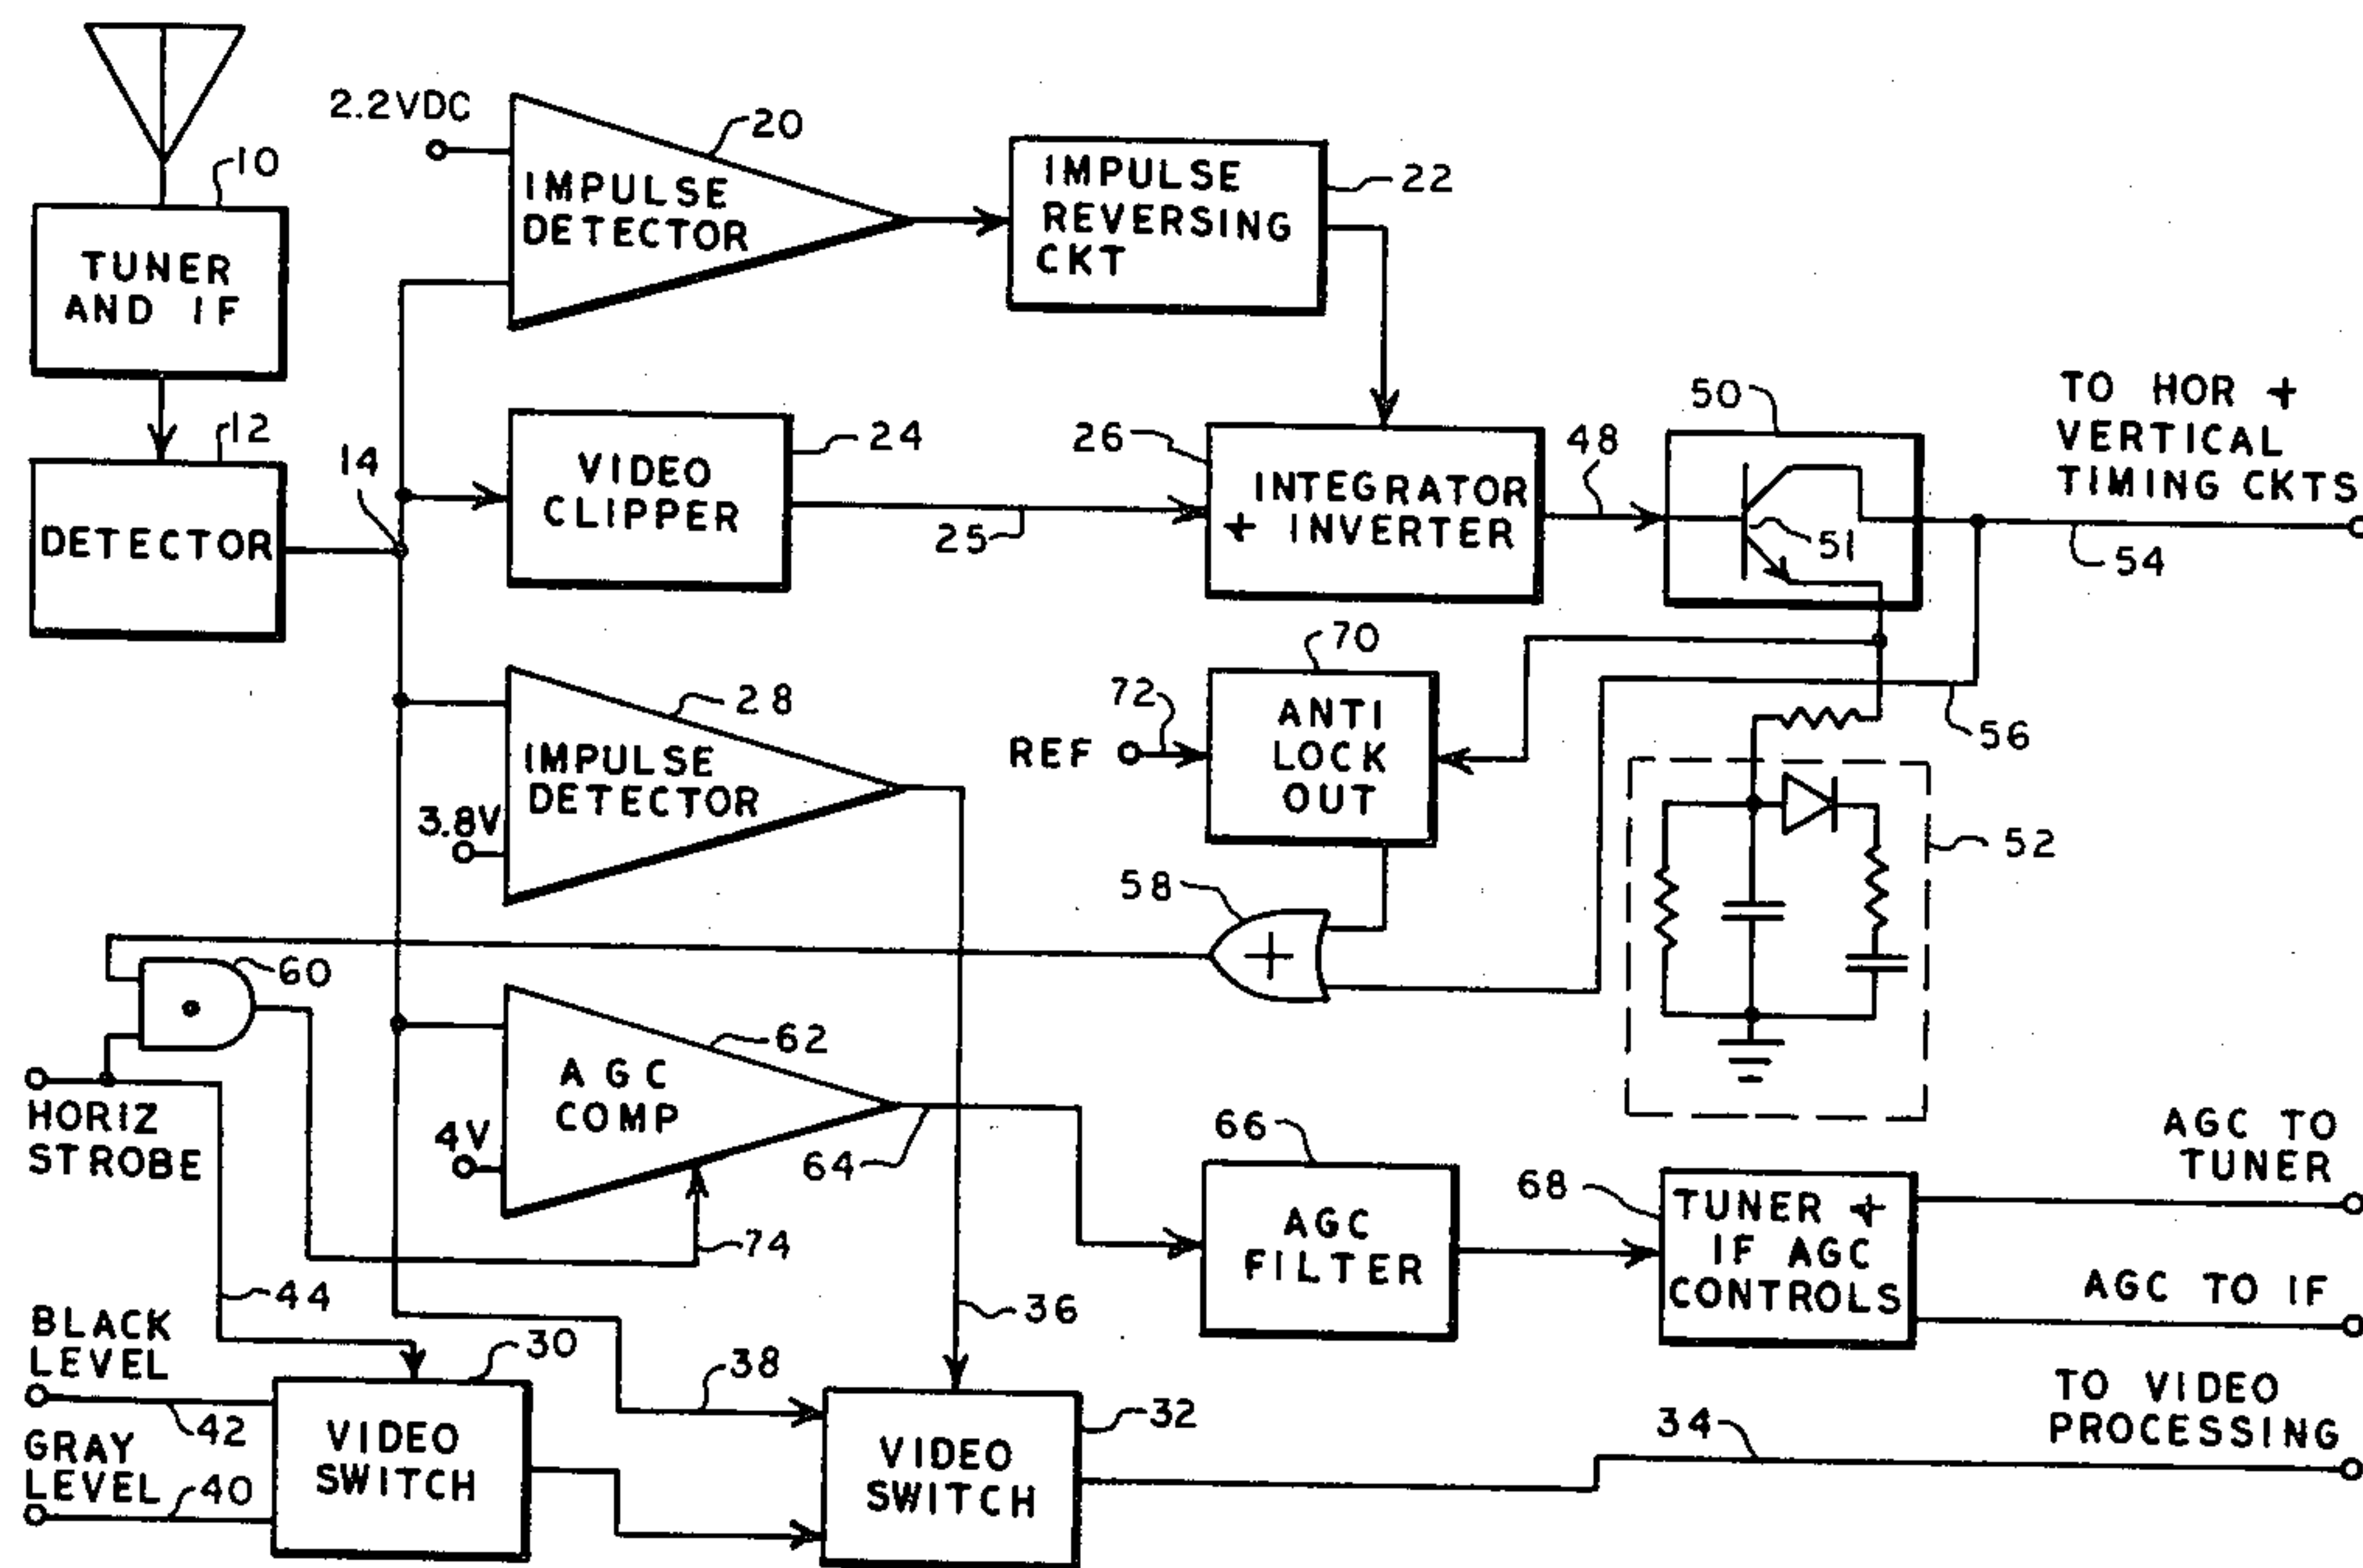 2.2VDC
20
IMPULSE
DETECTOR
IMPULSE
REVERSING
CKT
22
10
TUNER
AND IF
12
DETECTOR
14
VIDEO
CLIPPER
24
25
26
INTEGRATOR
+ INVERTER
48
50
51
TO HOR +
VERTICAL
TIMING CKTS
54
28
IMPULSE
DETECTOR
3.8V
70
72
REF
ANTI
LOCK
OUT
56
52
58
+
60
HORIZ
STROBE
62
AGC
COMP
4V
64
74
66
AGC
FILTER
68
TUNER +
IF AGC
CONTROLS
AGC TO
TUNER
AGC TO IF
44
36
BLACK
LEVEL
42
GRAY
LEVEL
40
30
VIDEO
SWITCH
38
32
VIDEO
SWITCH
34
TO VIDEO
PROCESSING